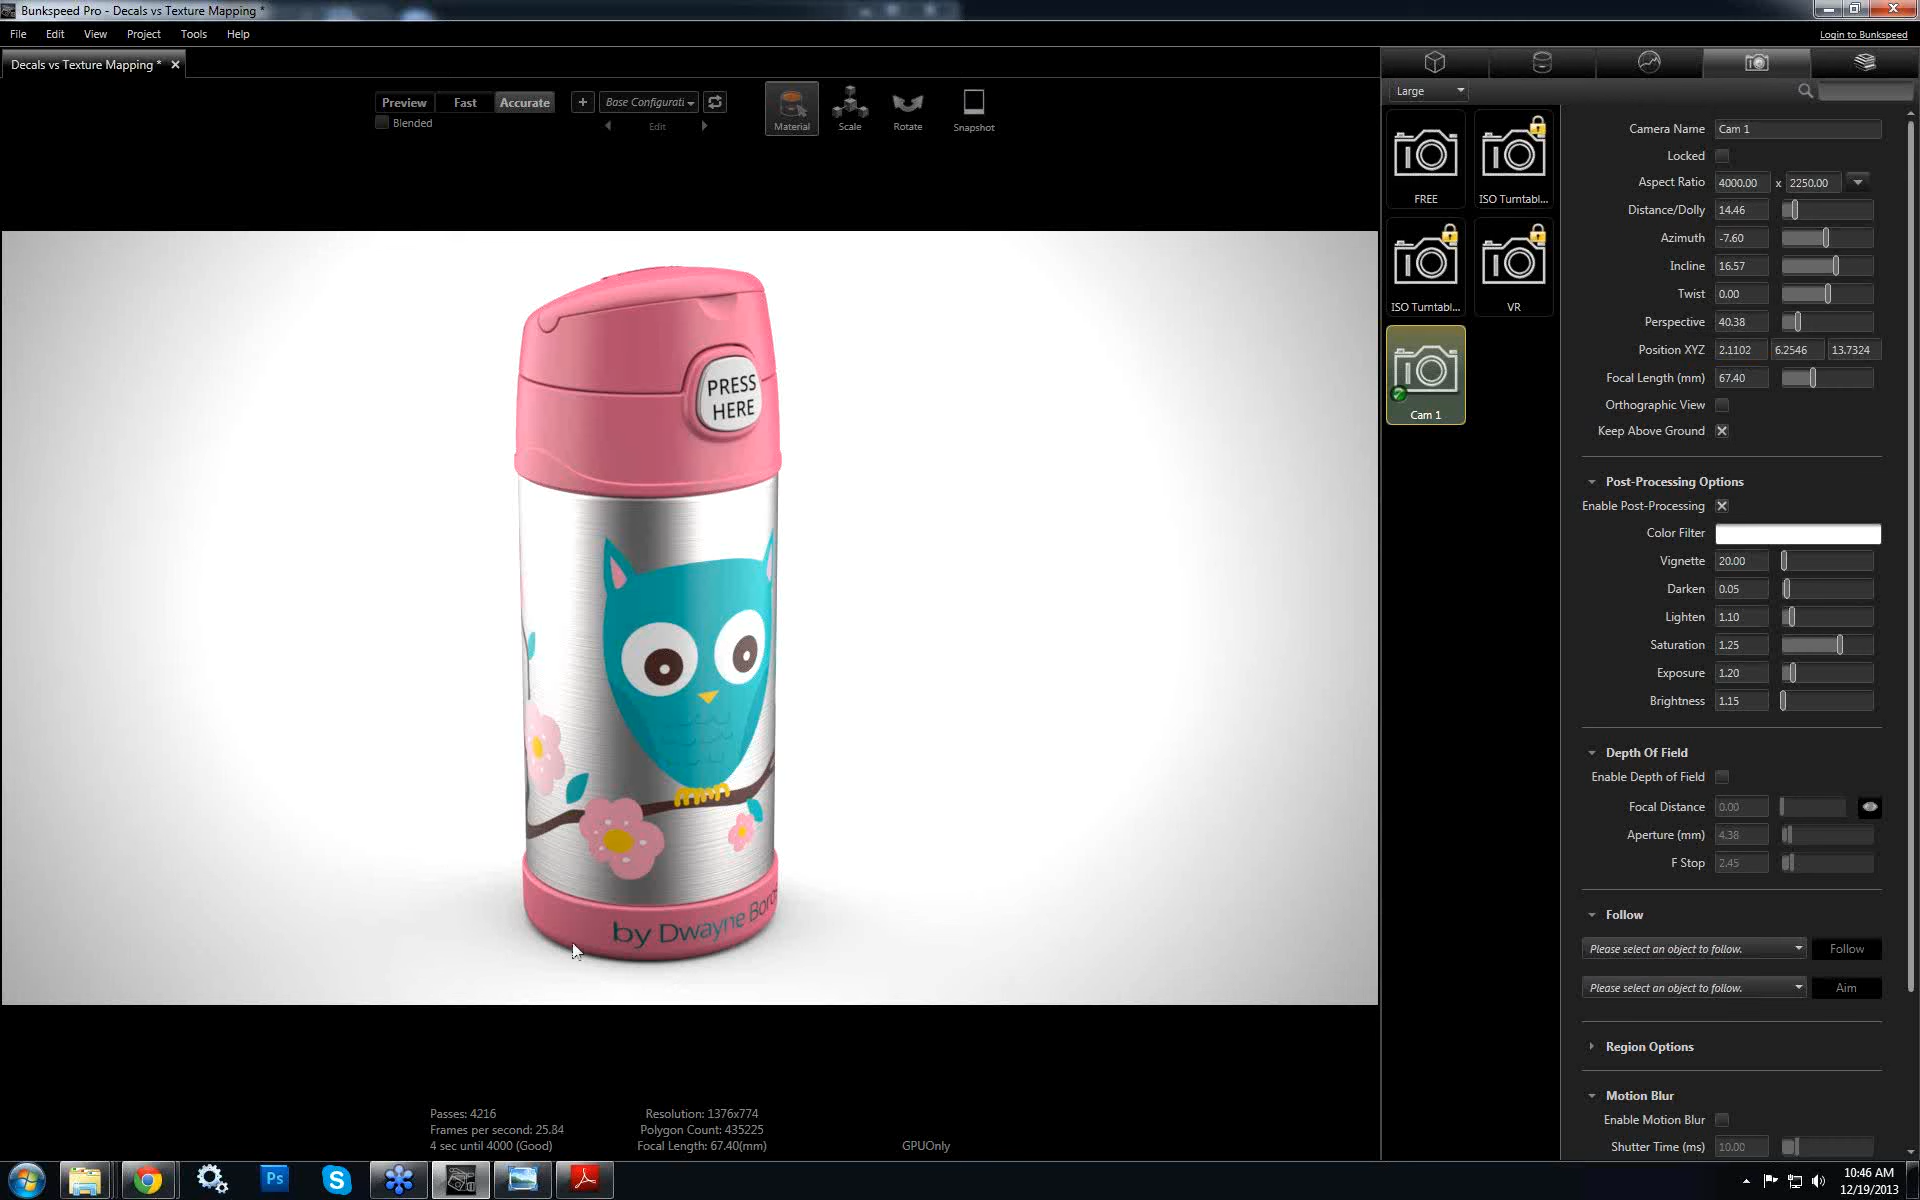 Bunkspeed Pro - Decals vs Texture Mapping *
File Edit View Project Tools Help
Login to Bunkspeed
Decals vs Texture Mapping *
Preview Fast Accurate
Blended
Base Configurati
Edit
Material
Scale
Rotate
Snapshot
PRESS
HERE
by Dwayne
Passes: 4216
Frames per second: 25.84
4 sec until 4000 (Good)
Resolution: 1376x774
Polygon Count: 435225
Focal Length: 67.40(mm)
GPUOnly
Large
FREE
ISO Turntabl...
ISO Turntabl...
VR
Cam 1
Camera Name Cam 1
Locked
Aspect Ratio 4000.00 x 2250.00
Distance/Dolly 14.46
Azimuth -7.60
Incline 16.57
Twist 0.00
Perspective 40.38
Position XYZ 2.1102 6.2546 13.7324
Focal Length (mm) 67.40
Orthographic View
Keep Above Ground
Post-Processing Options
Enable Post-Processing
Color Filter
Vignette 20.00
Darken 0.05
Lighten 1.10
Saturation 1.25
Exposure 1.20
Brightness 1.15
Depth Of Field
Enable Depth of Field
Focal Distance 0.00
Aperture (mm) 4.38
F Stop 2.45
Follow
Please select an object to follow. Follow
Please select an object to follow. Aim
Region Options
Motion Blur
Enable Motion Blur
Shutter Time (ms) 10.00
Ps
10:46 AM
12/19/2013